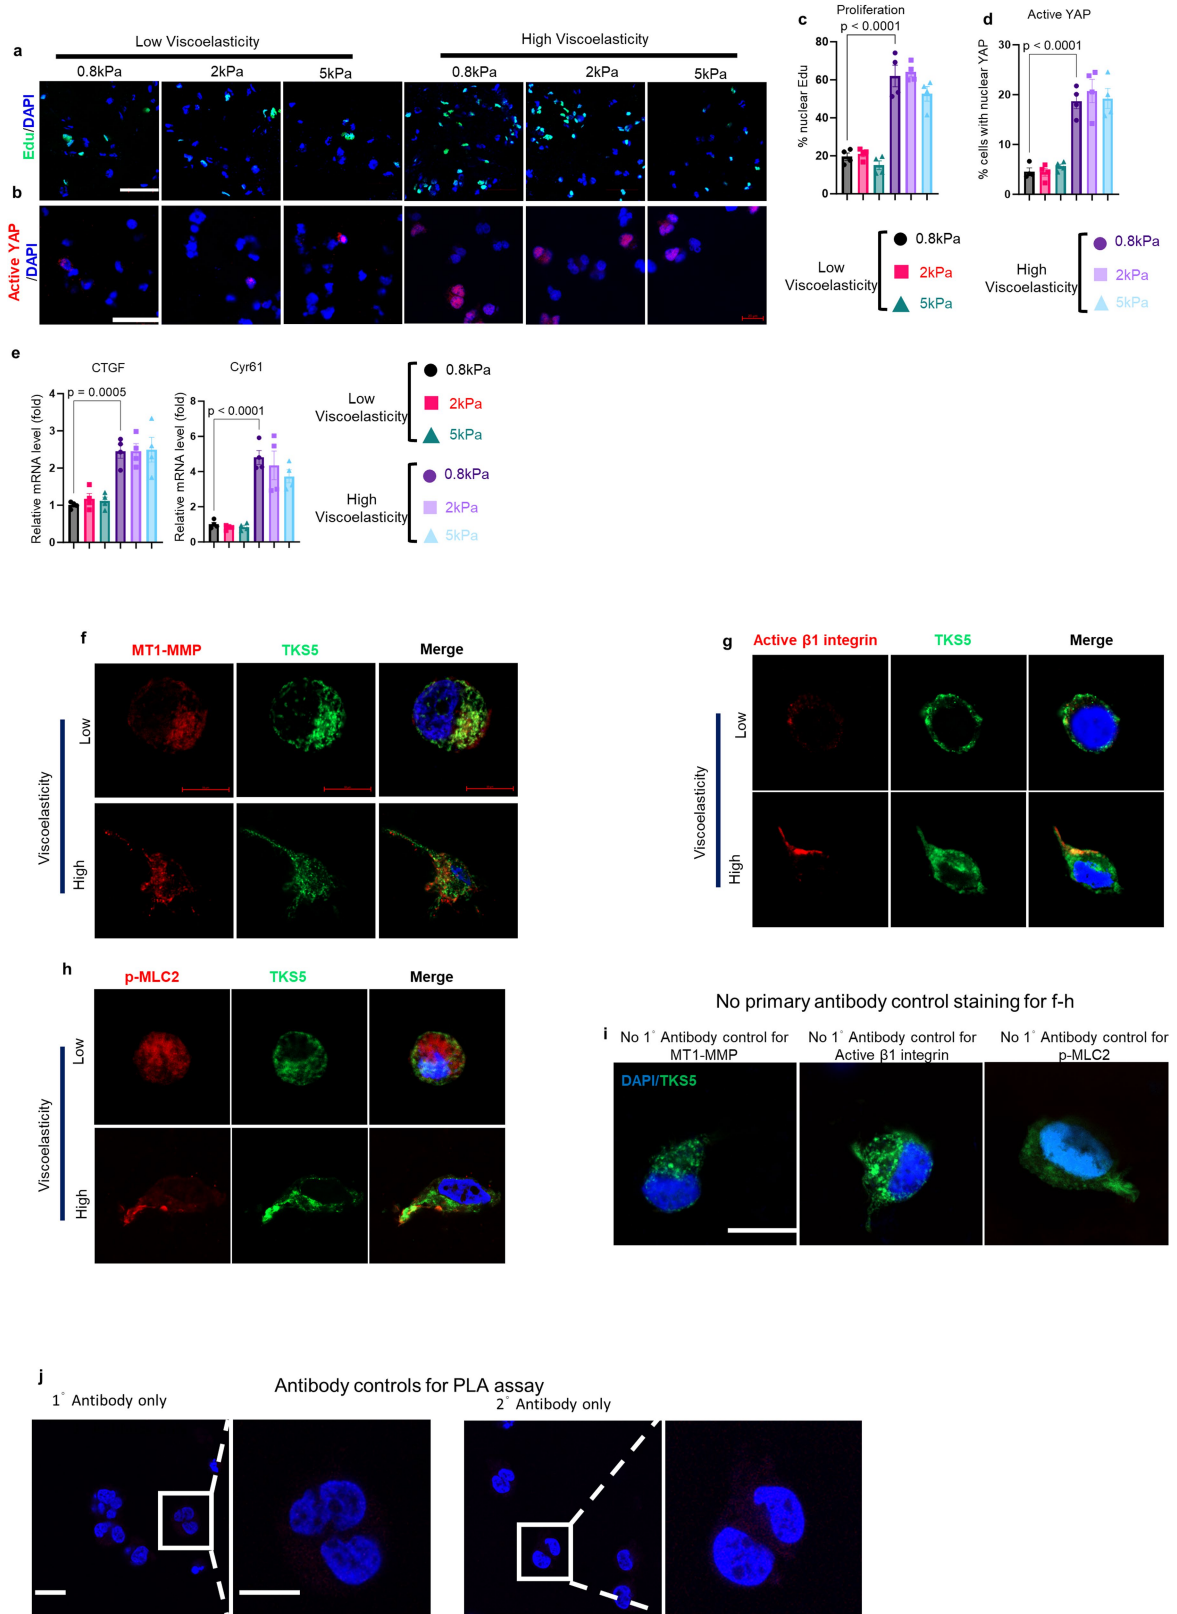 a
Low Viscoelasticity
High Viscoelasticity
0.8kPa 2kPa 5kPa 0.8kPa 2kPa 5kPa
Edu/DAPI
b
Active YAP
/DAPI
c
Proliferation
p < 0.0001
% nuclear Edu
80
60
40
20
0
d
Active YAP
p < 0.0001
% cells with nuclear YAP
30
20
10
0
Low
Viscoelasticity
0.8kPa
2kPa
5kPa
High
Viscoelasticity
0.8kPa
2kPa
5kPa
e
CTGF
p = 0.0005
Relative mRNA level (fold)
4
3
2
1
0
Cyr61
p < 0.0001
Relative mRNA level (fold)
8
6
4
2
0
Low
Viscoelasticity
0.8kPa
2kPa
5kPa
High
Viscoelasticity
0.8kPa
2kPa
5kPa
f
MT1-MMP TKS5 Merge
Viscoelasticity
Low
High
g
Active β1 integrin TKS5 Merge
Viscoelasticity
Low
High
h
p-MLC2 TKS5 Merge
Viscoelasticity
Low
High
No primary antibody control staining for f-h
i
No 1° Antibody control for
MT1-MMP
No 1° Antibody control for
Active β1 integrin
No 1° Antibody control for
p-MLC2
DAPI/TKS5
j
Antibody controls for PLA assay
1° Antibody only
2° Antibody only